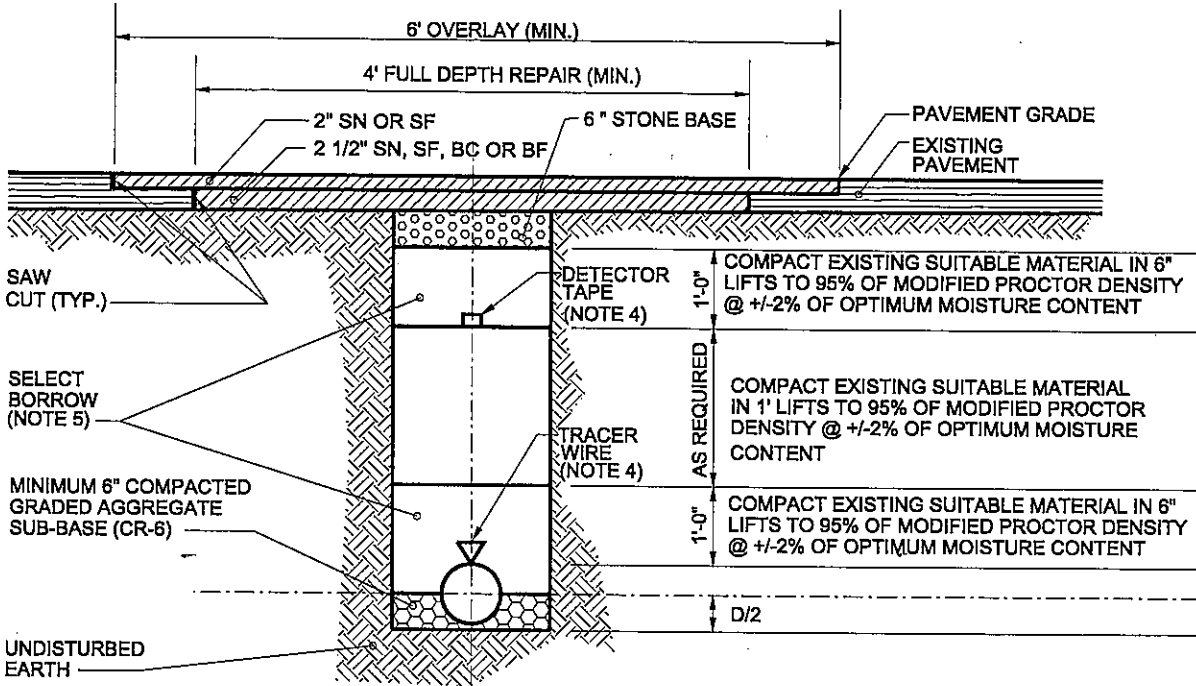 6' OVERLAY (MIN.)
4' FULL DEPTH REPAIR (MIN.)
2" SN OR SF
6 " STONE BASE
PAVEMENT GRADE
2 1/2" SN, SF, BC OR BF
EXISTING
PAVEMENT
SAW
CUT (TYP.)
DETECTOR
TAPE
(NOTE 4)
1'-0"
COMPACT EXISTING SUITABLE MATERIAL IN 6"
LIFTS TO 95% OF MODIFIED PROCTOR DENSITY
@ +/-2% OF OPTIMUM MOISTURE CONTENT
SELECT
BORROW
(NOTE 5)
AS REQUIRED
COMPACT EXISTING SUITABLE MATERIAL
IN 1' LIFTS TO 95% OF MODIFIED PROCTOR
DENSITY @ +/-2% OF OPTIMUM MOISTURE
CONTENT
TRACER
WIRE
(NOTE 4)
MINIMUM 6" COMPACTED
GRADED AGGREGATE
SUB-BASE (CR-6)
1'-0"
COMPACT EXISTING SUITABLE MATERIAL IN 6"
LIFTS TO 95% OF MODIFIED PROCTOR DENSITY
@ +/-2% OF OPTIMUM MOISTURE CONTENT
D/2
UNDISTURBED
EARTH